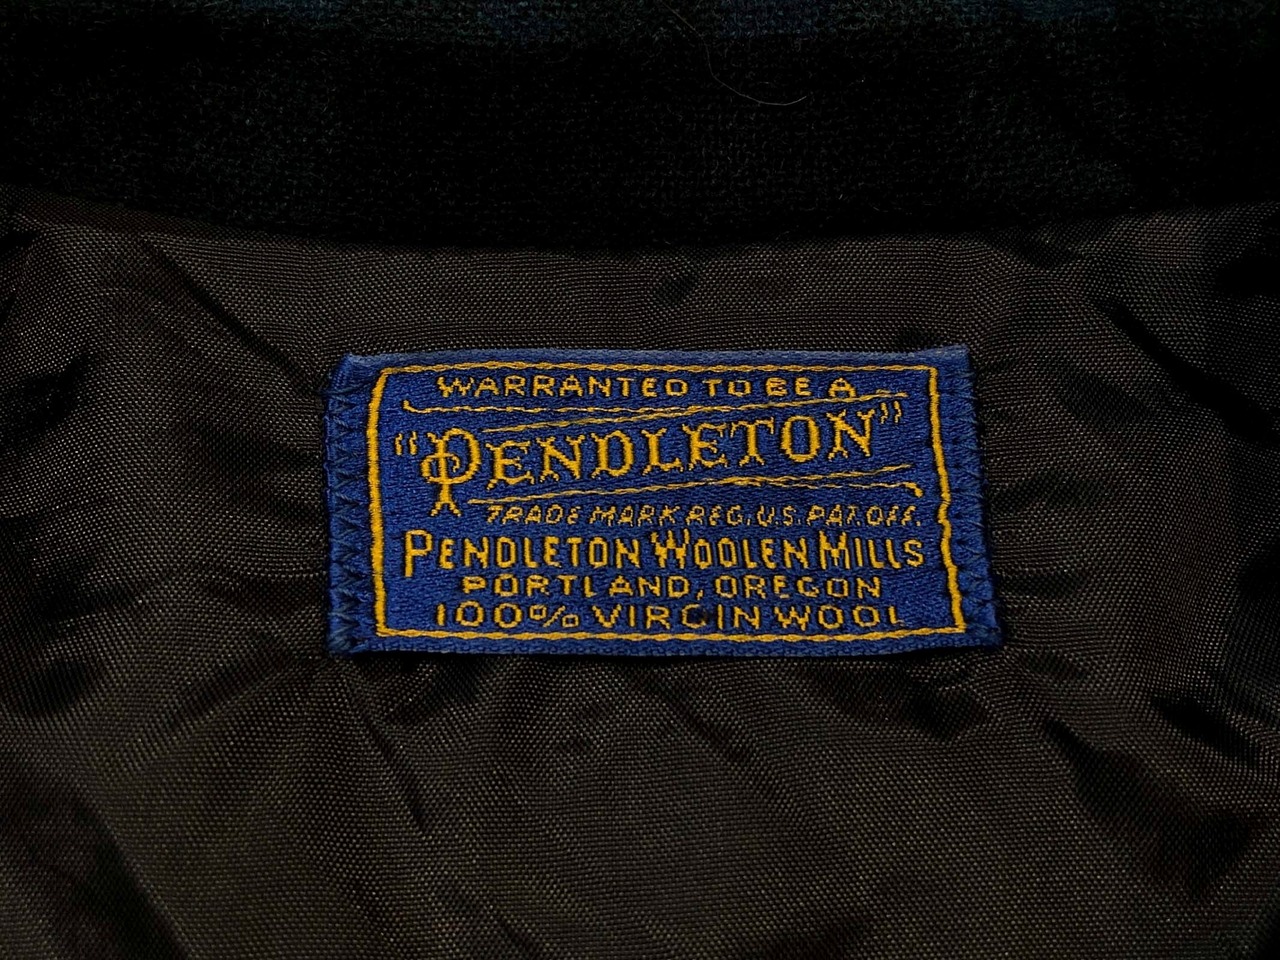 WARRANTED TO BE A
"PENDLETON"
TRADE MARK REG. U.S. PAT. OFF.
PENDLETON WOOLEN MILLS
PORTLAND, OREGON
100% VIRGIN WOOL